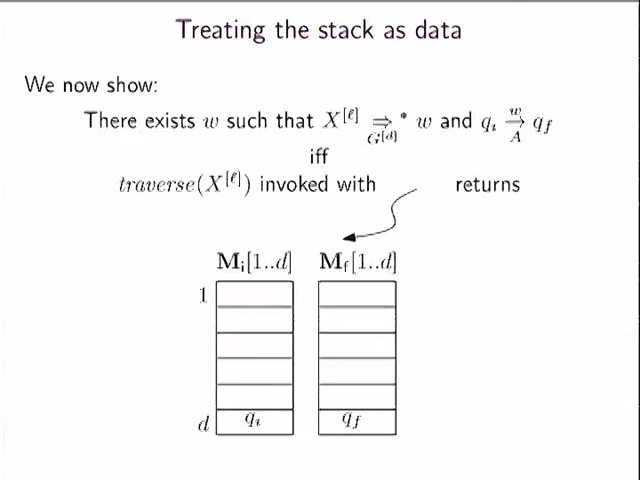 Treating the stack as data
We now show:
There exists w such that X^[ℓ] ⇒* w and q_i →^w q_f
G^[d] A
iff
traverse(X^[ℓ]) invoked with returns
M_i[1..d] M_f[1..d]
1
d q_i q_f